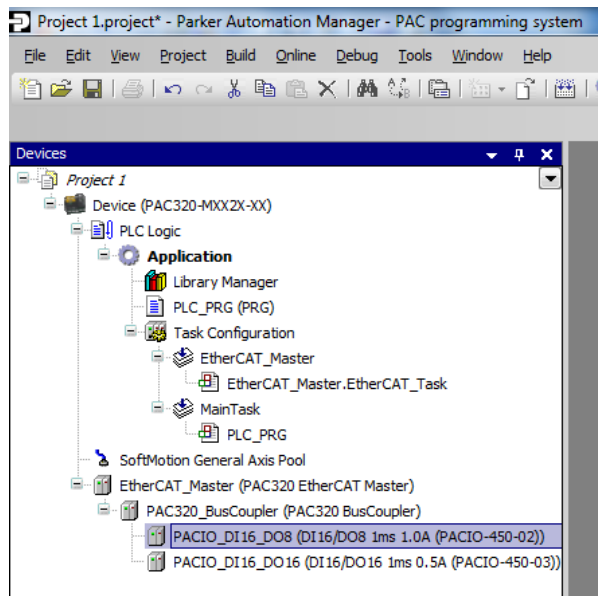 Project 1.project* - Parker Automation Manager - PAC programming system
File Edit View Project Build Online Debug Tools Window Help
Devices
Project 1
Device (PAC320-MXX2X-XX)
PLC Logic
Application
Library Manager
PLC_PRG (PRG)
Task Configuration
EtherCAT_Master
EtherCAT_Master.EtherCAT_Task
MainTask
PLC_PRG
SoftMotion General Axis Pool
EtherCAT_Master (PAC320 EtherCAT Master)
PAC320_BusCoupler (PAC320 BusCoupler)
PACIO_DI16_DO8 (DI16/DO8 1ms 1.0A (PACIO-450-02))
PACIO_DI16_DO16 (DI16/DO16 1ms 0.5A (PACIO-450-03))